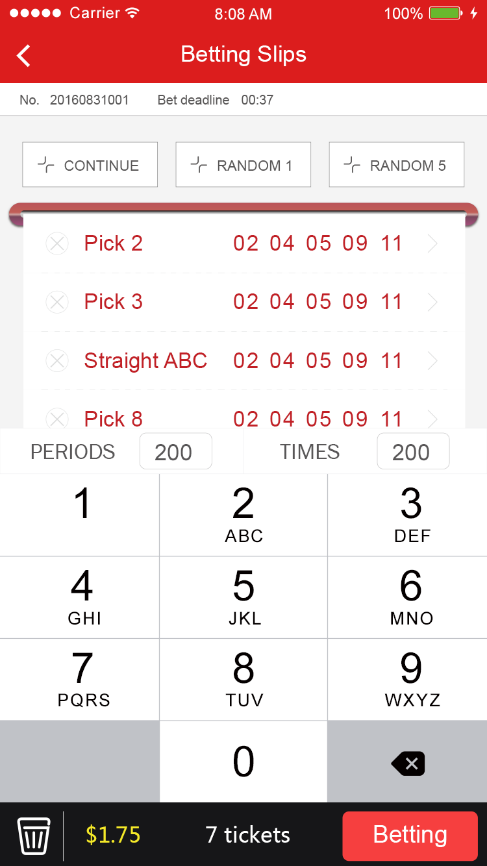 Carrier 8:08 AM 100%
Betting Slips
No. 20160831001 Bet deadline 00:37
CONTINUE RANDOM 1 RANDOM 5
Pick 2 02 04 05 09 11
Pick 3 02 04 05 09 11
Straight ABC 02 04 05 09 11
Pick 8 02 04 05 09 11
PERIODS 200 TIMES 200
1 2 3
ABC DEF
4 5 6
GHI JKL MNO
7 8 9
PQRS TUV WXYZ
0
$1.75 7 tickets Betting